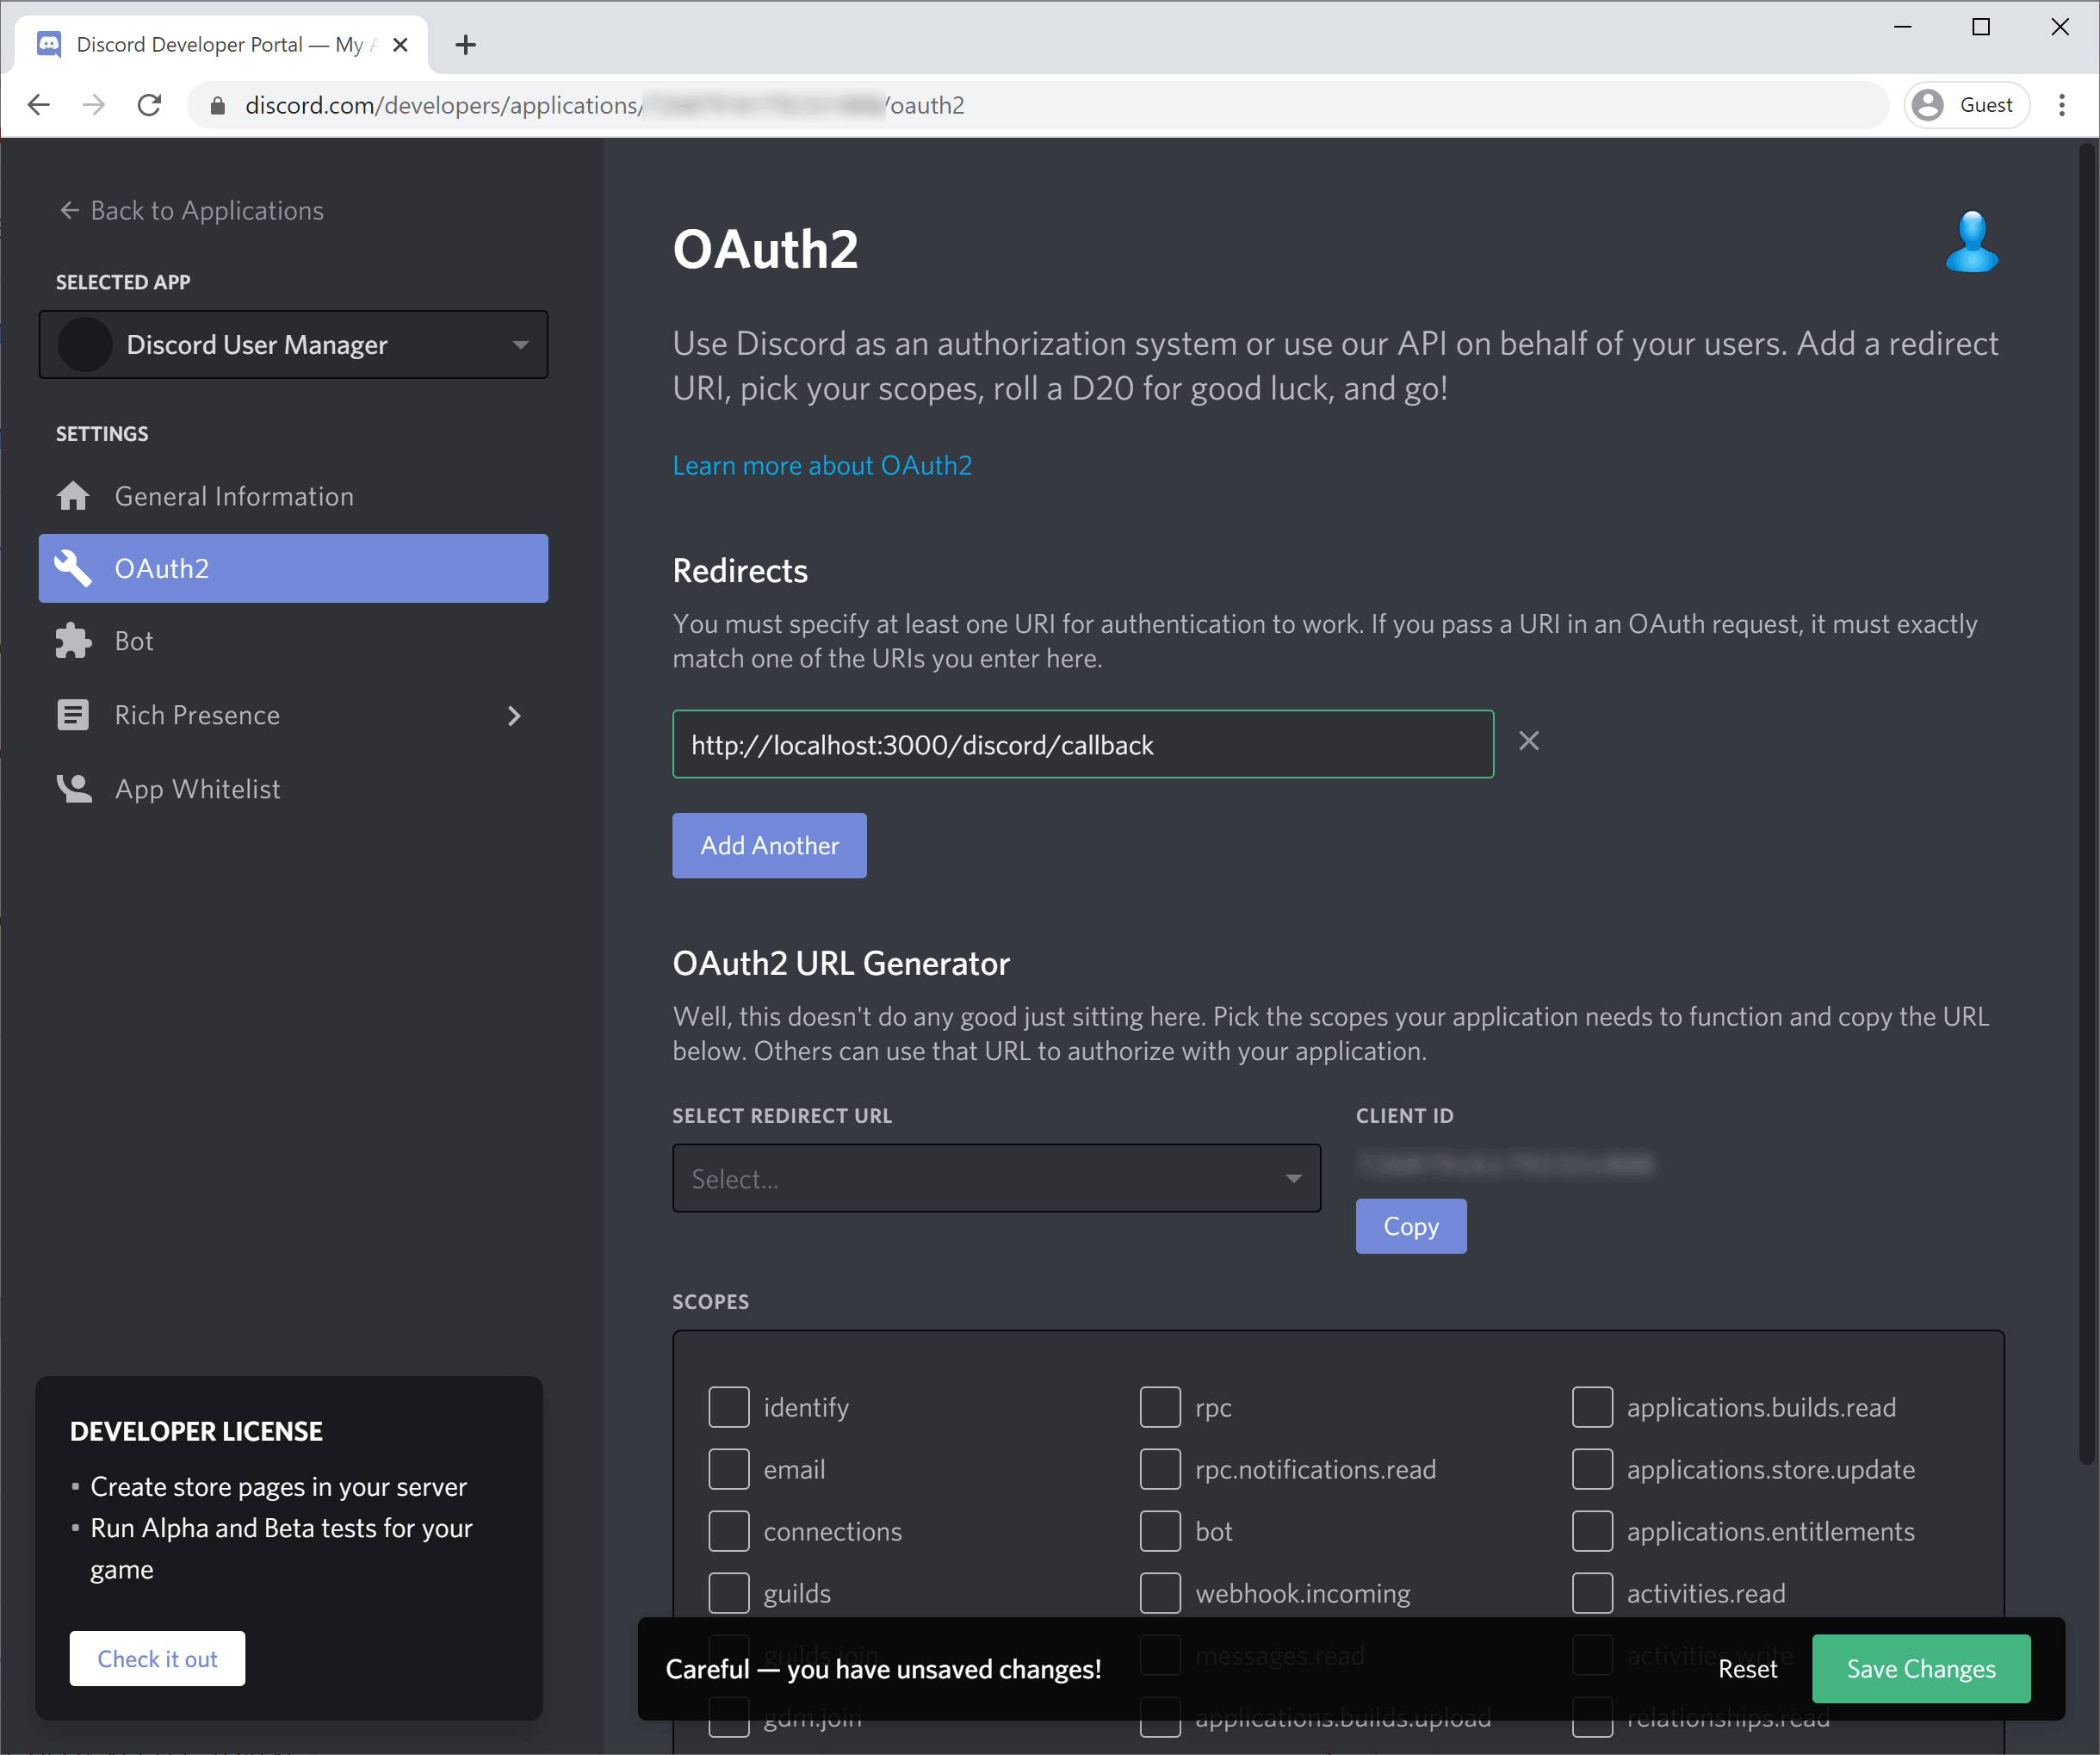 Discord Developer Portal — My
discord.com/developers/applications/ /oauth2
Guest
Back to Applications
SELECTED APP
Discord User Manager
SETTINGS
General Information
OAuth2
Bot
Rich Presence
App Whitelist
DEVELOPER LICENSE
Create store pages in your server
Run Alpha and Beta tests for your
game
Check it out
OAuth2
Use Discord as an authorization system or use our API on behalf of your users. Add a redirect
URI, pick your scopes, roll a D20 for good luck, and go!
Learn more about OAuth2
Redirects
You must specify at least one URI for authentication to work. If you pass a URI in an OAuth request, it must exactly
match one of the URIs you enter here.
http://localhost:3000/discord/callback
Add Another
OAuth2 URL Generator
Well, this doesn't do any good just sitting here. Pick the scopes your application needs to function and copy the URL
below. Others can use that URL to authorize with your application.
SELECT REDIRECT URL
Select...
CLIENT ID
Copy
SCOPES
identify
email
connections
guilds
guilds.join
gdm.join
rpc
rpc.notifications.read
bot
webhook.incoming
messages.read
applications.builds.upload
applications.builds.read
applications.store.update
applications.entitlements
activities.read
activities.write
relationships.read
Careful — you have unsaved changes!
Reset
Save Changes